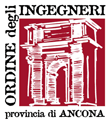 ORDINE degli
INGEGNERI
provincia di ANCONA